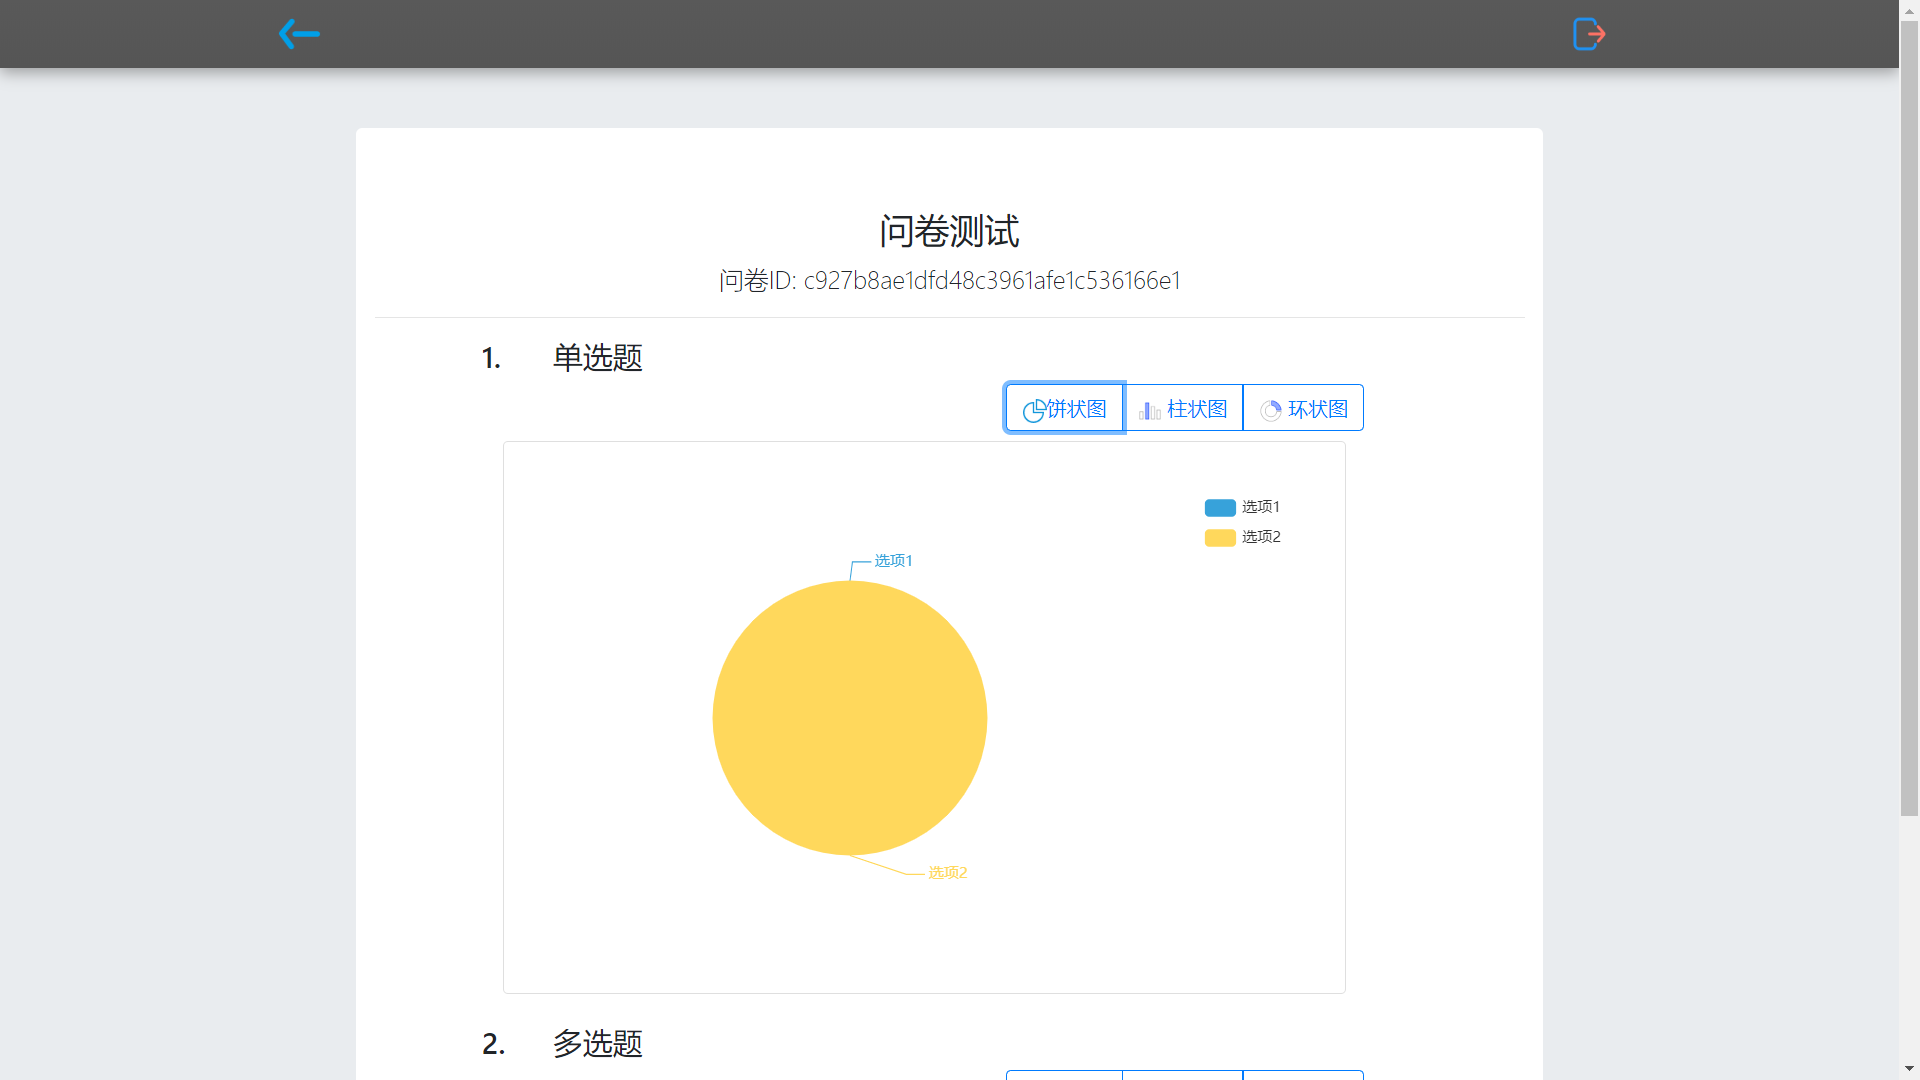 问卷测试
问卷ID: c927b8ae1dfd48c3961afe1c536166e1
1. 单选题
饼状图 柱状图 环状图
选项1
选项2
选项1
选项2
2. 多选题